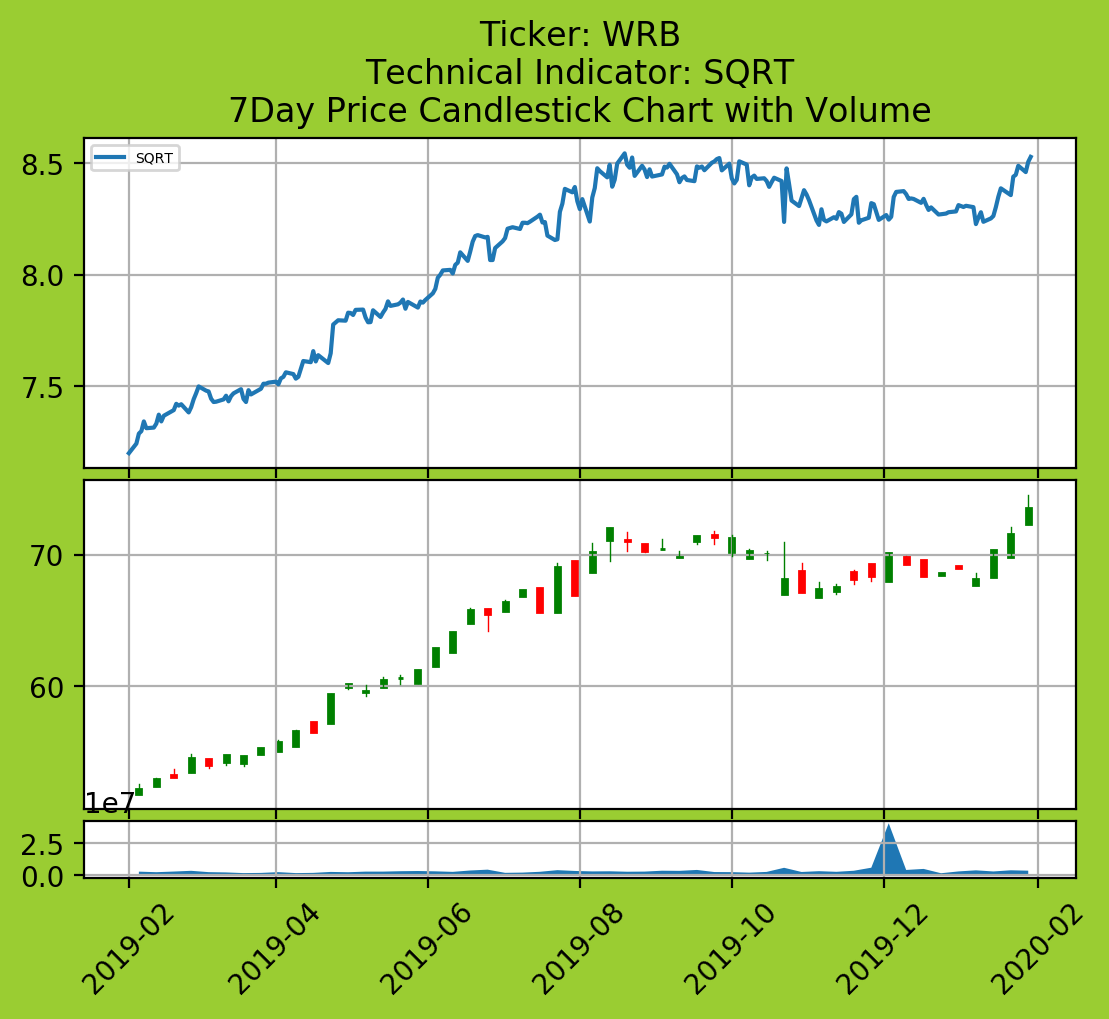 Ticker: WRB
Technical Indicator: SQRT
7Day Price Candlestick Chart with Volume
SQRT
8.5
8.0
7.5
70
60
1e7
2.5
0.0
2019-02
2019-04
2019-06
2019-08
2019-10
2019-12
2020-02